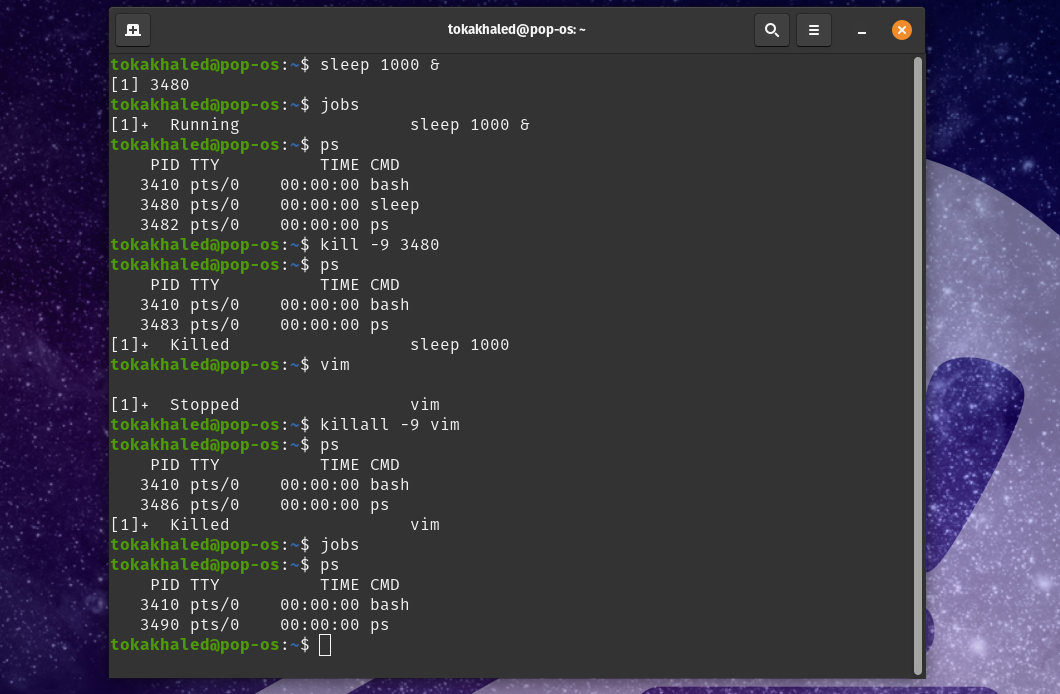 tokakhaled@pop-os: ~
tokakhaled@pop-os:~$ sleep 1000 &
[1] 3480
tokakhaled@pop-os:~$ jobs
[1]+  Running                 sleep 1000 &
tokakhaled@pop-os:~$ ps
    PID TTY          TIME CMD
   3410 pts/0    00:00:00 bash
   3480 pts/0    00:00:00 sleep
   3482 pts/0    00:00:00 ps
tokakhaled@pop-os:~$ kill -9 3480
tokakhaled@pop-os:~$ ps
    PID TTY          TIME CMD
   3410 pts/0    00:00:00 bash
   3483 pts/0    00:00:00 ps
[1]+  Killed                  sleep 1000
tokakhaled@pop-os:~$ vim
[1]+  Stopped                 vim
tokakhaled@pop-os:~$ killall -9 vim
tokakhaled@pop-os:~$ ps
    PID TTY          TIME CMD
   3410 pts/0    00:00:00 bash
   3486 pts/0    00:00:00 ps
[1]+  Killed                  vim
tokakhaled@pop-os:~$ jobs
tokakhaled@pop-os:~$ ps
    PID TTY          TIME CMD
   3410 pts/0    00:00:00 bash
   3490 pts/0    00:00:00 ps
tokakhaled@pop-os:~$